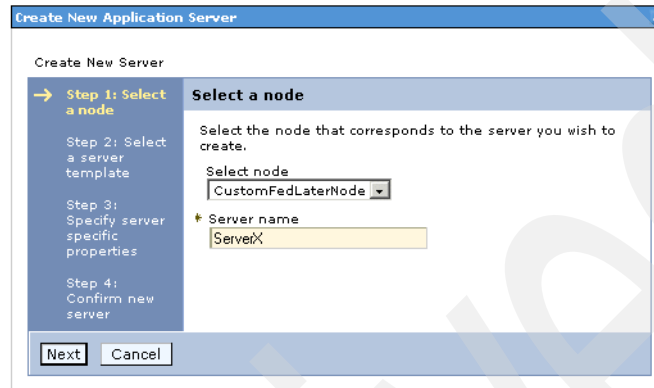 Create New Application Server
Create New Server
Step 1: Select
a node
Step 2: Select
a server
template
Step 3:
Specify server
specific
properties
Step 4:
Confirm new
server
Select a node
Select the node that corresponds to the server you wish to
create.
Select node
CustomFedLaterNode
* Server name
ServerX
Next
Cancel